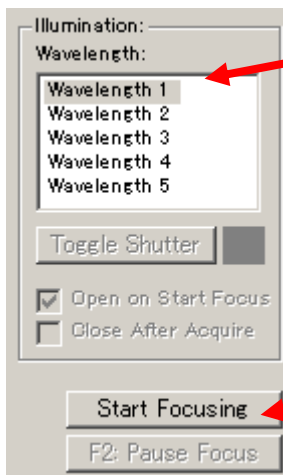 Illumination:
Wavelength:
Wavelength 1
Wavelength 2
Wavelength 3
Wavelength 4
Wavelength 5
Toggle Shutter
Open on Start Focus
Close After Acquire
Start Focusing
F2: Pause Focus